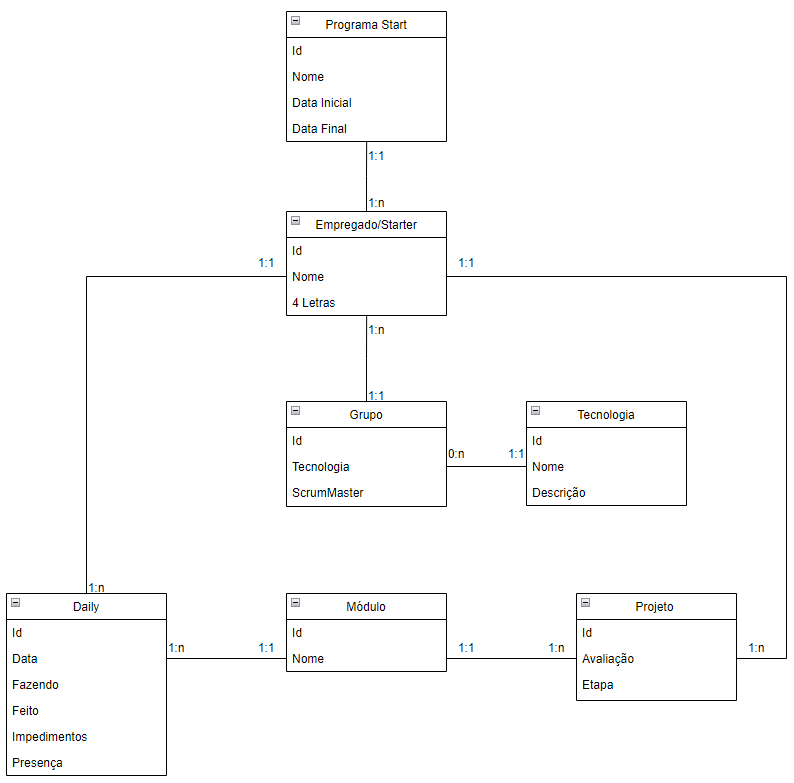 Programa Start
Id
Nome
Data Inicial
Data Final
1:1
1:n
Empregado/Starter
Id
Nome
4 Letras
1:1
1:1
1:n
1:1
Grupo
Id
Tecnologia
ScrumMaster
0:n
1:1
Tecnologia
Id
Nome
Descrição
1:n
Daily
Id
Data
Fazendo
Feito
Impedimentos
Presença
1:n
1:1
Módulo
Id
Nome
1:1
1:n
Projeto
Id
Avaliação
Etapa
1:n